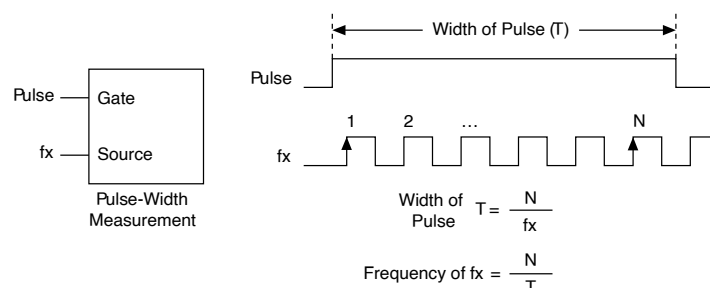 Width of Pulse (T)
Pulse
Pulse
Gate
1 2 ... N
fx
Source
fx
Pulse-Width
Measurement
Width of
Pulse
T = N
fx
Frequency of fx = N
T